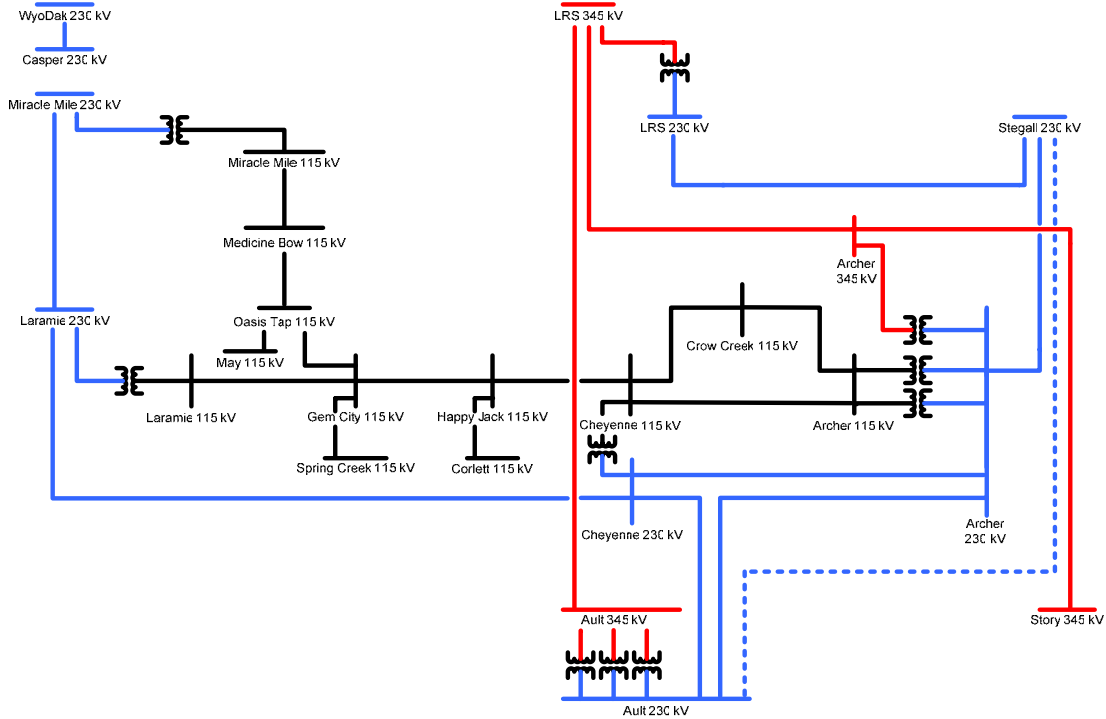 WyoDak 230 kV
LRS 345 kV
Casper 230 kV
Miracle Mile 230 kV
LRS 230 kV
Stegall 230 kV
Miracle Mile 115 kV
Medicine Bow 115 kV
Archer
345 kV
Laramie 230 kV
Oasis Tap 115 kV
Crow Creek 115 kV
May 115 kV
Laramie 115 kV
Gem City 115 kV
Happy Jack 115 kV
Cheyenne 115 kV
Archer 115 kV
Spring Creek 115 kV
Corlett 115 kV
Cheyenne 230 kV
Archer
230 kV
Ault 345 kV
Story 345 kV
Ault 230 kV